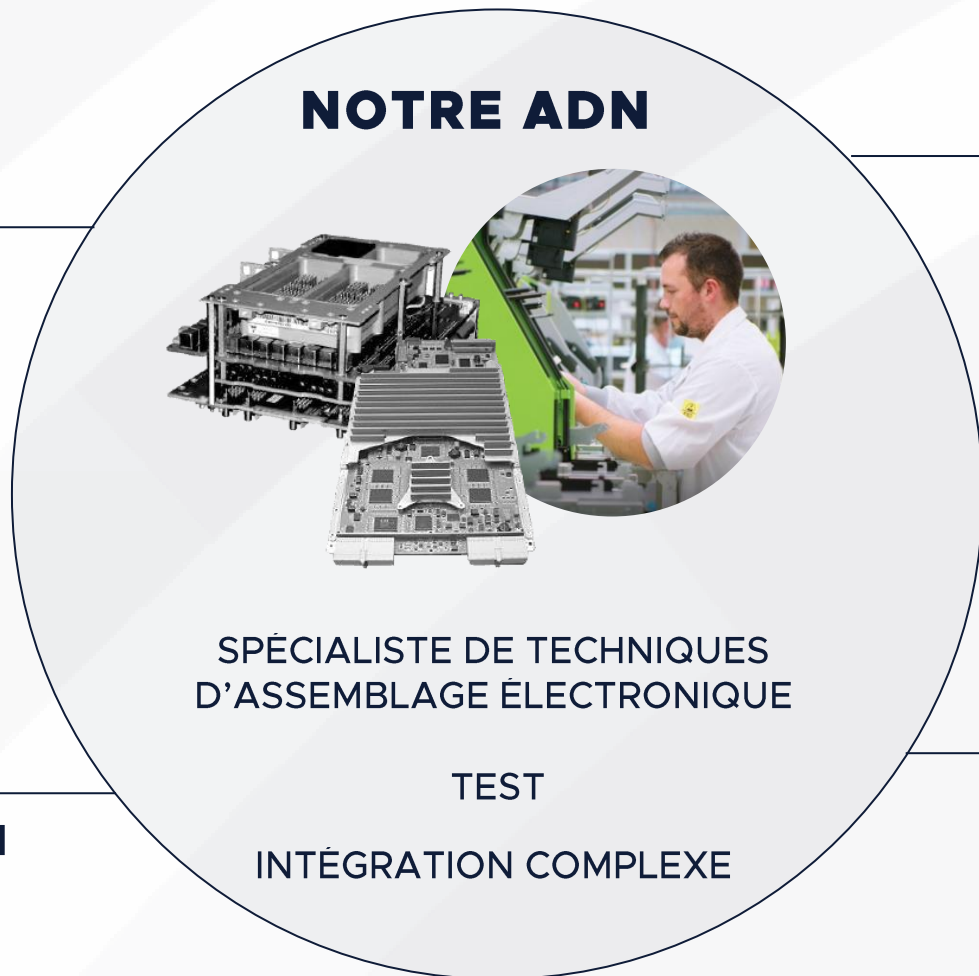 NOTRE ADN
SPÉCIALISTE DE TECHNIQUES
D'ASSEMBLAGE ÉLECTRONIQUE
TEST
INTÉGRATION COMPLEXE